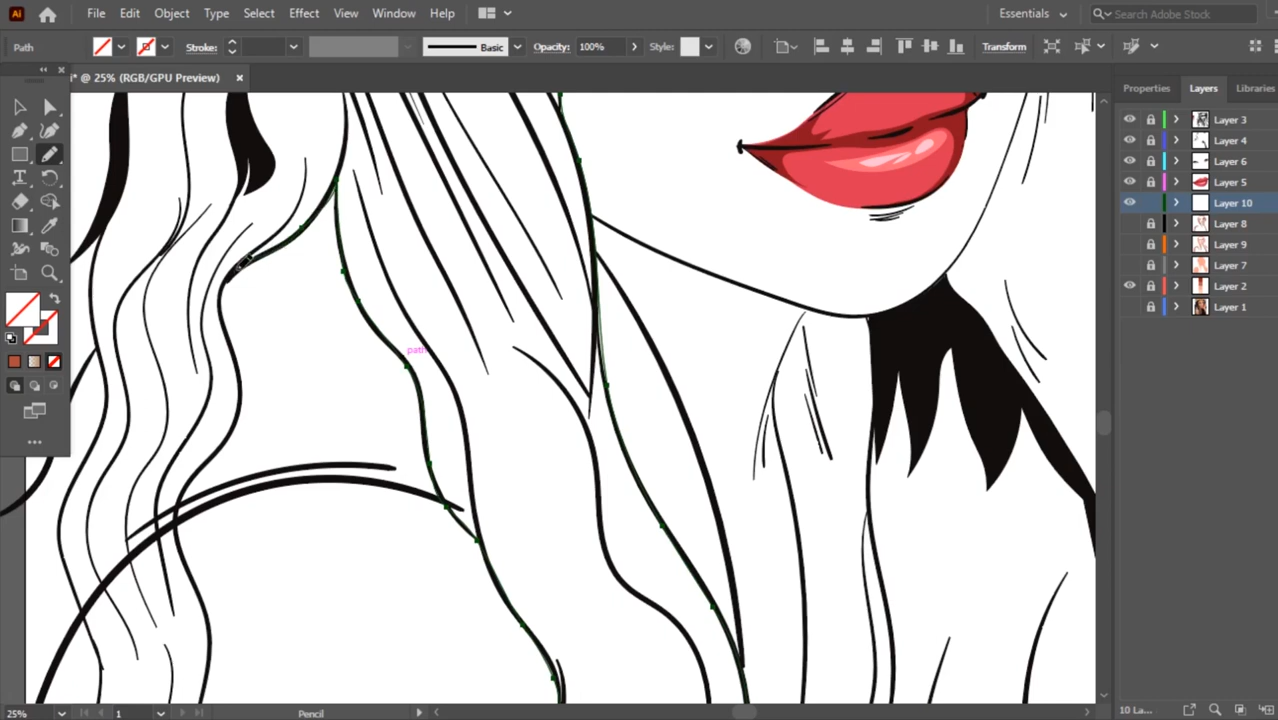 Ai File Edit Object Type Select Effect View Window Help Essentials Search Adobe Stock
Path Stroke: Basic Opacity: 100% Style: Transform
* @ 25% (RGB/GPU Preview) ×
Properties Layers Libraries
Layer 3
Layer 4
Layer 6
Layer 5
Layer 10
Layer 8
Layer 9
Layer 7
Layer 2
Layer 1
path
25% 1 Pencil 10 La...